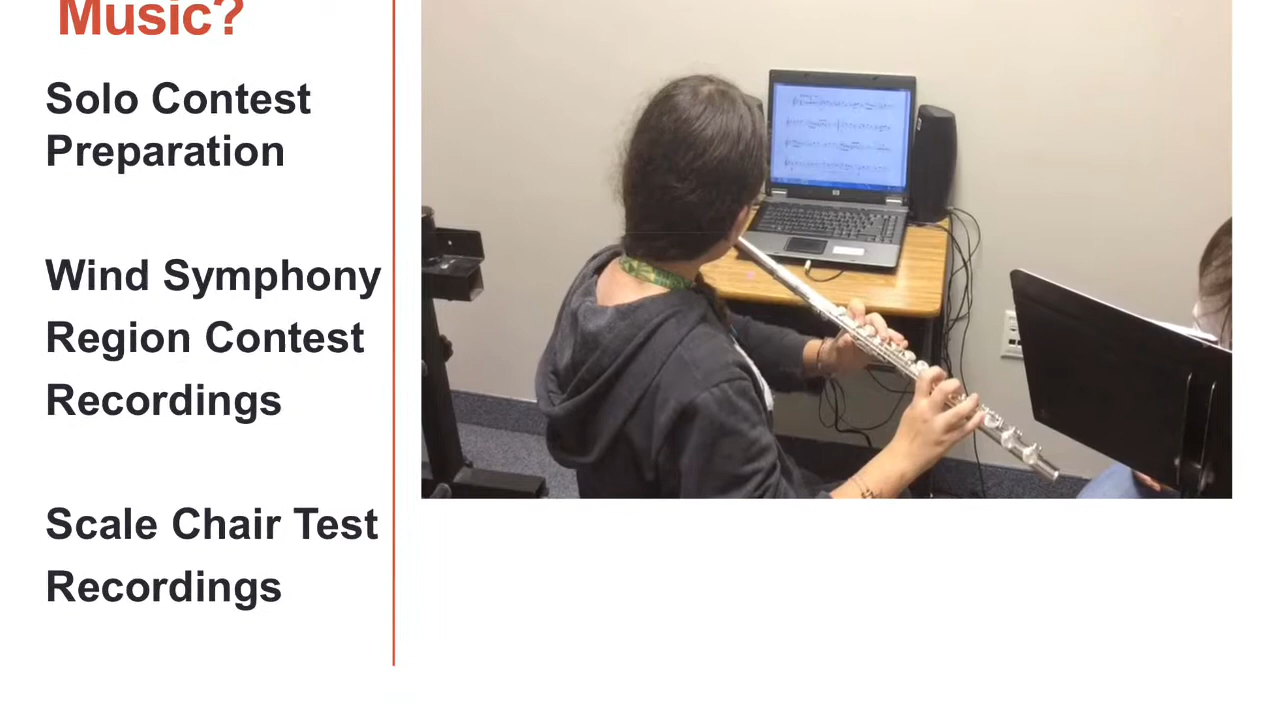 Music?
Solo Contest
Preparation
Wind Symphony
Region Contest
Recordings
Scale Chair Test
Recordings